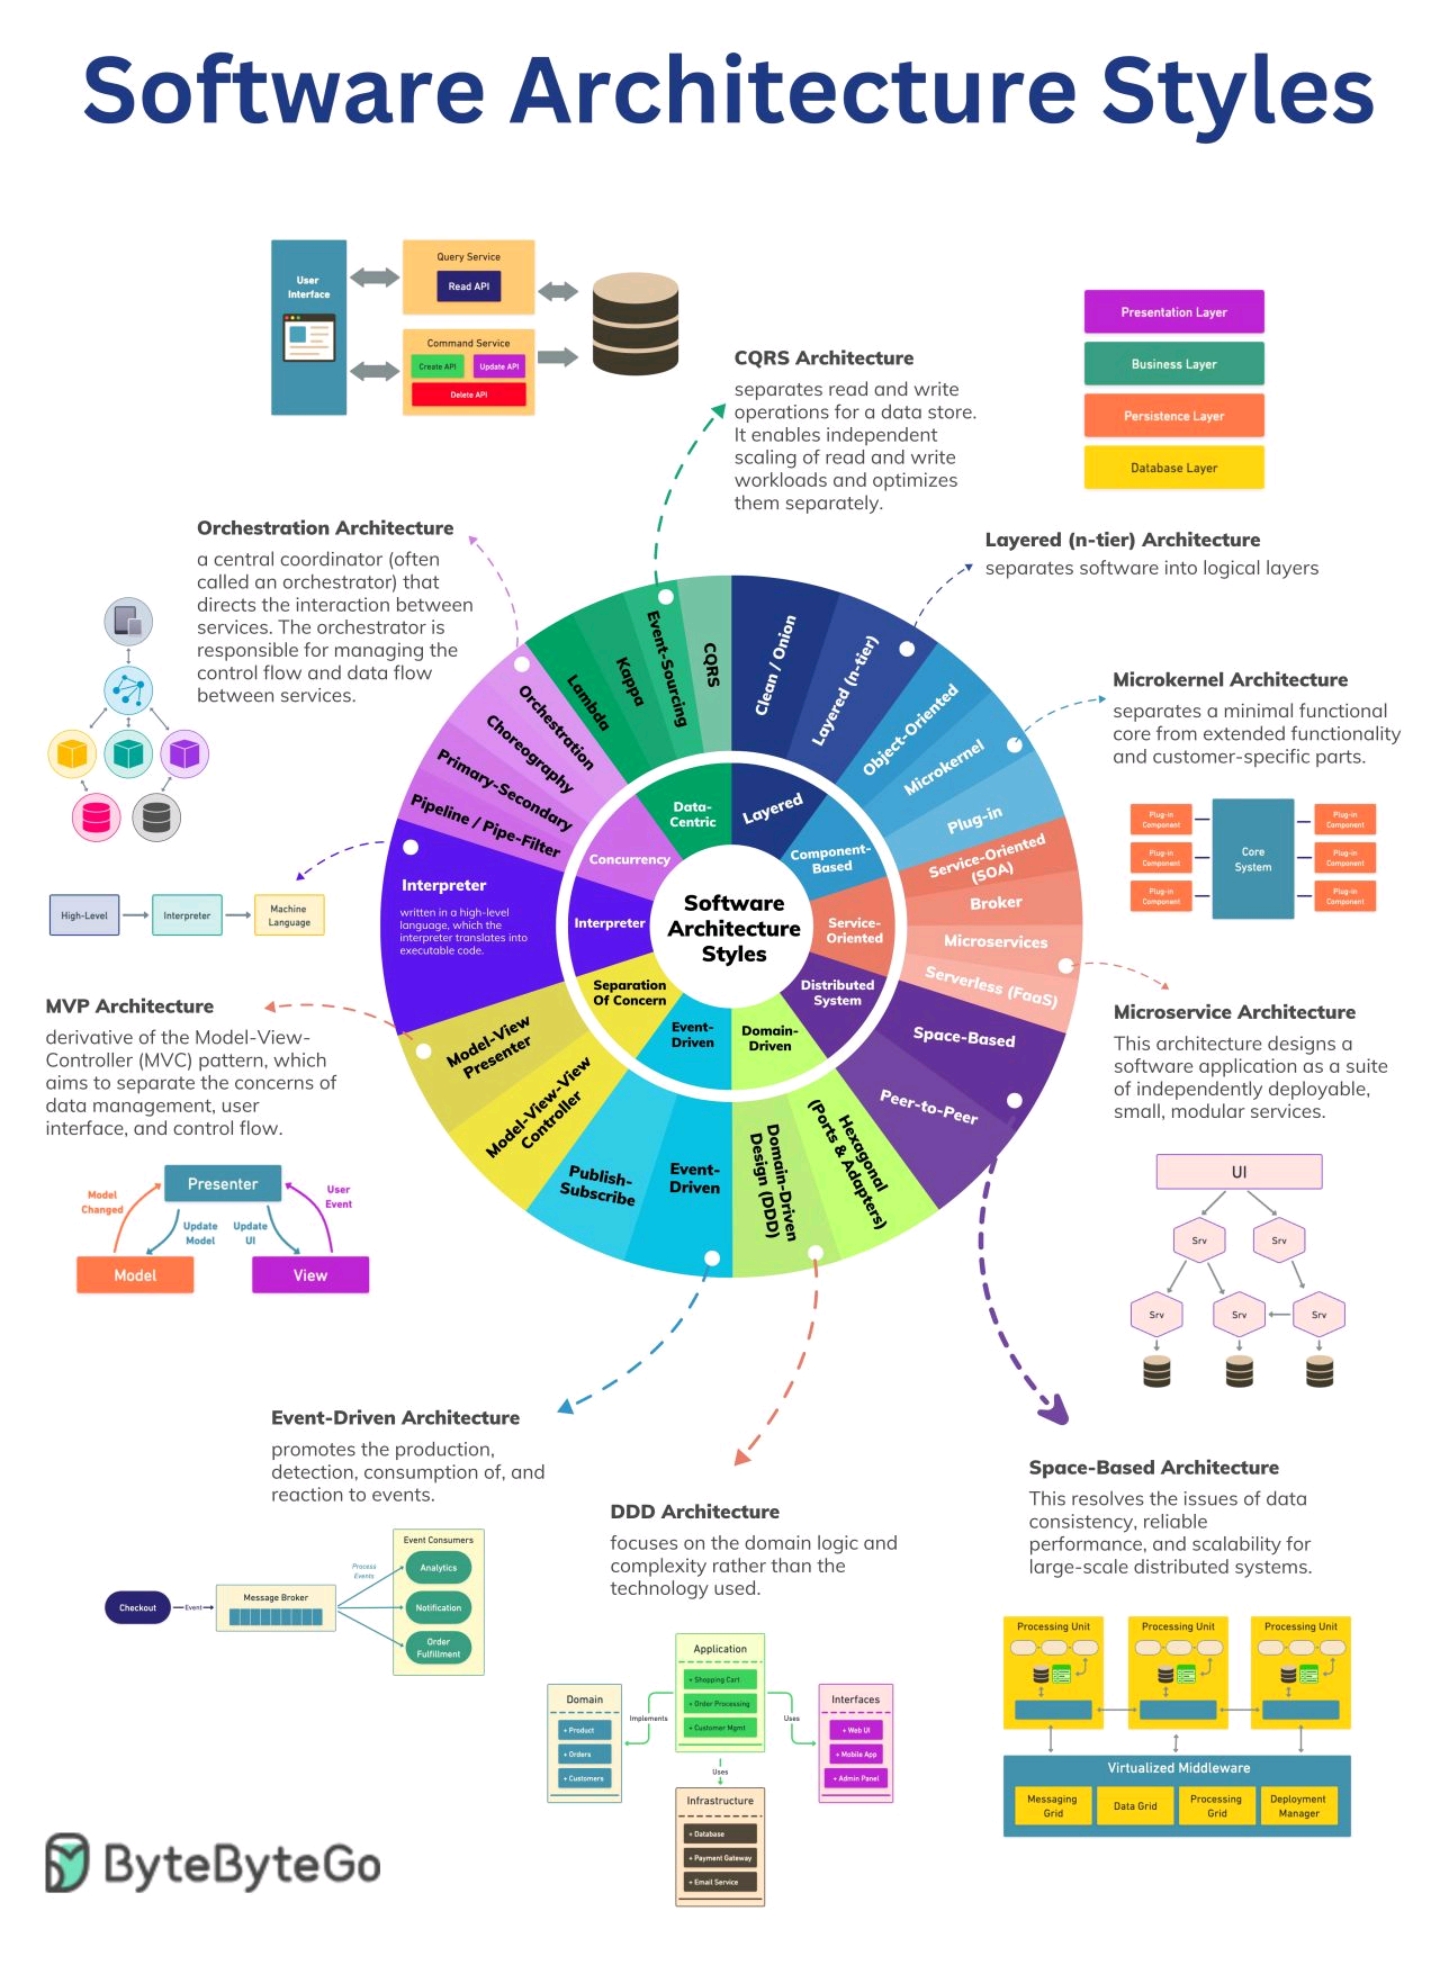 Software Architecture Styles
User
Interface
Query Service
Read API
Command Service
Create API
Update API
Delete API
CQRS Architecture
separates read and write
operations for a data store.
It enables independent
scaling of read and write
workloads and optimizes
them separately.
Presentation Layer
Business Layer
Persistence Layer
Database Layer
Orchestration Architecture
a central coordinator (often
called an orchestrator) that
directs the interaction between
services. The orchestrator is
responsible for managing the
control flow and data flow
between services.
Layered (n-tier) Architecture
separates software into logical layers
Microkernel Architecture
separates a minimal functional
core from extended functionality
and customer-specific parts.
Plug-in
Component
Plug-in
Component
Plug-in
Component
Core
System
Plug-in
Component
Plug-in
Component
Plug-in
Component
High-Level
Interpreter
Machine
Language
Lambda
Kappa
Event-Sourcing
CQRS
Clean / Onion
Layered (n-tier)
Object-Oriented
Microkernel
Plug-in
Service-Oriented
(SOA)
Broker
Microservices
Serverless (FaaS)
Space-Based
Peer-to-Peer
Hexagonal
(Ports & Adapters)
Domain-Driven
Design (DDD)
Event-
Driven
Publish-
Subscribe
Model-View-View
Controller
Model-View
Presenter
Interpreter
written in a high-level
language, which the
interpreter translates into
executable code.
Pipeline / Pipe-Filter
Primary-Secondary
Choreography
Orchestration
Data-
Centric
Layered
Component-
Based
Service-
Oriented
Distributed
System
Domain-
Driven
Event-
Driven
Separation
Of Concern
Interpreter
Concurrency
Software
Architecture
Styles
MVP Architecture
derivative of the Model-View-
Controller (MVC) pattern, which
aims to separate the concerns of
data management, user
interface, and control flow.
Presenter
Model
Changed
User
Event
Update
Model
Update
UI
Model
View
Microservice Architecture
This architecture designs a
software application as a suite
of independently deployable,
small, modular services.
UI
Srv
Srv
Srv
Srv
Srv
Event-Driven Architecture
promotes the production,
detection, consumption of, and
reaction to events.
Checkout
Event
Message Broker
Process
Events
Event Consumers
Analytics
Notification
Order
Fulfillment
DDD Architecture
focuses on the domain logic and
complexity rather than the
technology used.
Application
+ Shopping Cart
+ Order Processing
+ Customer Mgmt
Domain
+ Product
+ Orders
+ Customers
Implements
Uses
Interfaces
+ Web UI
+ Mobile App
+ Admin Panel
Uses
Infrastructure
+ Database
+ Payment Gateway
+ Email Service
Space-Based Architecture
This resolves the issues of data
consistency, reliable
performance, and scalability for
large-scale distributed systems.
Processing Unit
Processing Unit
Processing Unit
Virtualized Middleware
Messaging
Grid
Data Grid
Processing
Grid
Deployment
Manager
ByteByteGo